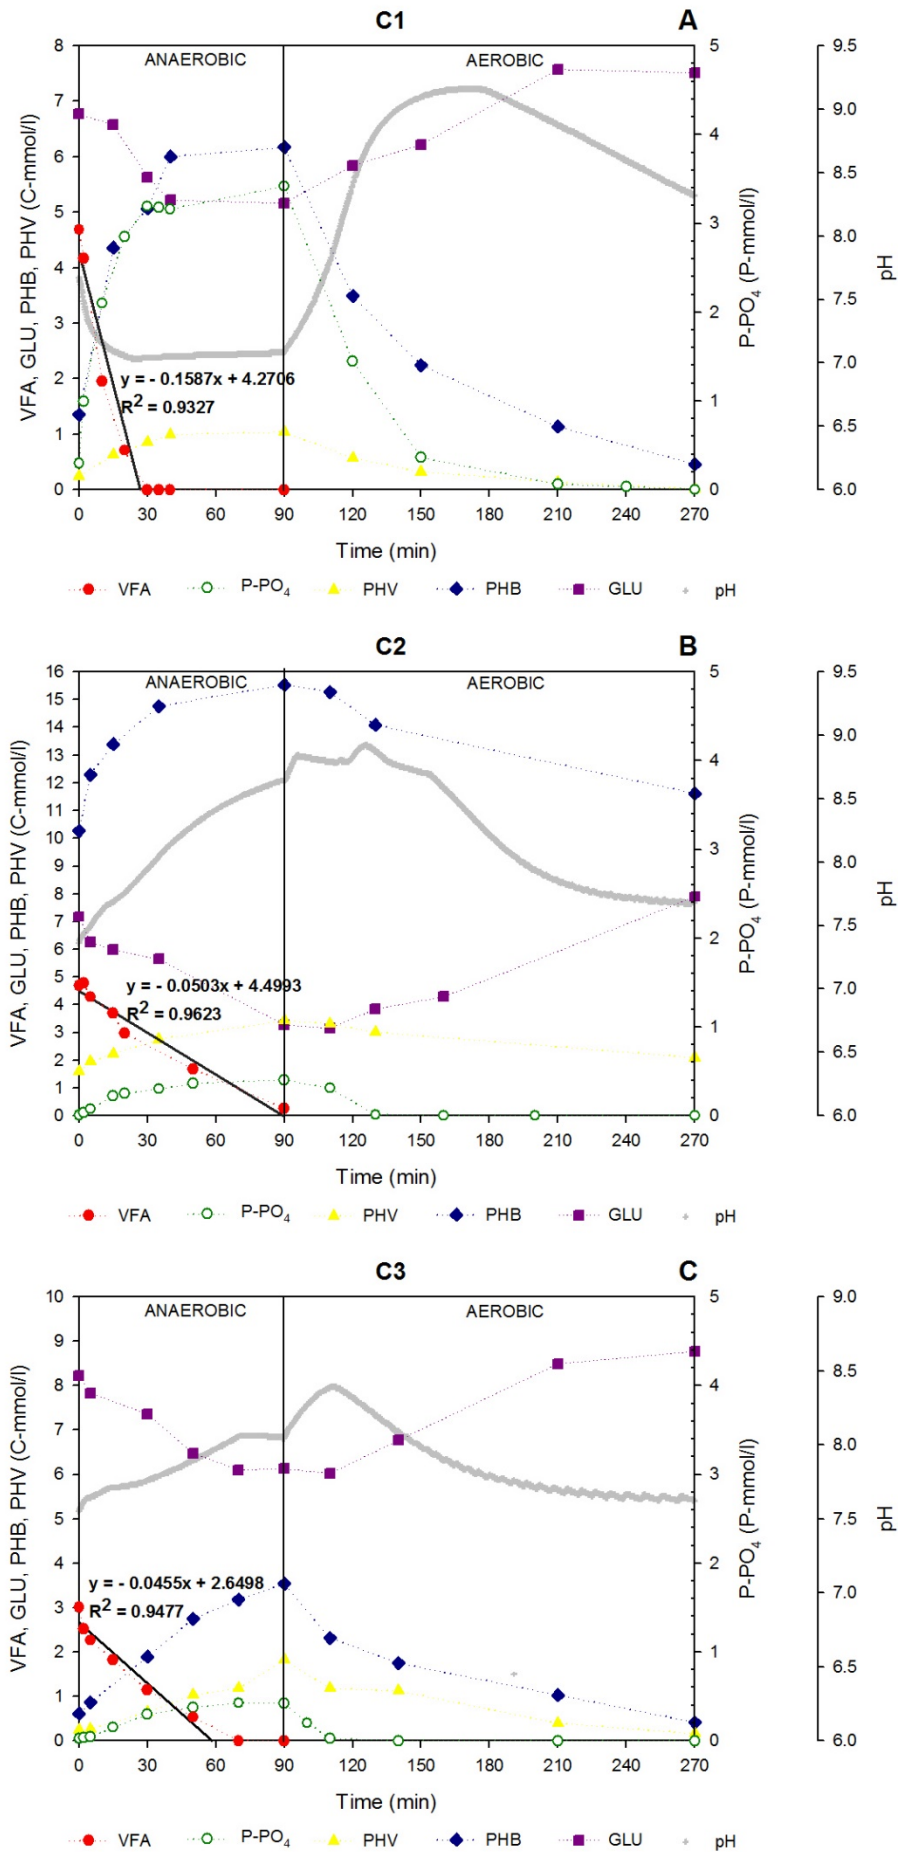 C1
A
ANAEROBIC
AEROBIC
8
7
6
5
4
3
2
1
0
VFA, GLU, PHB, PHV (C-mmol/l)
y = - 0.1587x + 4.2706
R2 = 0.9327
5
4
3
2
1
0
P-PO4 (P-mmol/l)
9.5
9.0
8.5
8.0
7.5
7.0
6.5
6.0
pH
0 30 60 90 120 150 180 210 240 270
Time (min)
VFA P-PO4 PHV PHB GLU pH
C2
B
ANAEROBIC
AEROBIC
16
15
14
13
12
11
10
9
8
7
6
5
4
3
2
1
0
VFA, GLU, PHB, PHV (C-mmol/l)
y = - 0.0503x + 4.4993
R2 = 0.9623
5
4
3
2
1
0
P-PO4 (P-mmol/l)
9.5
9.0
8.5
8.0
7.5
7.0
6.5
6.0
pH
0 30 60 90 120 150 180 210 240 270
Time (min)
VFA P-PO4 PHV PHB GLU pH
C3
C
ANAEROBIC
AEROBIC
10
9
8
7
6
5
4
3
2
1
0
VFA, GLU, PHB, PHV (C-mmol/l)
y = - 0.0455x + 2.6498
R2 = 0.9477
5
4
3
2
1
0
P-PO4 (P-mmol/l)
9.0
8.5
8.0
7.5
7.0
6.5
6.0
pH
0 30 60 90 120 150 180 210 240 270
Time (min)
VFA P-PO4 PHV PHB GLU pH